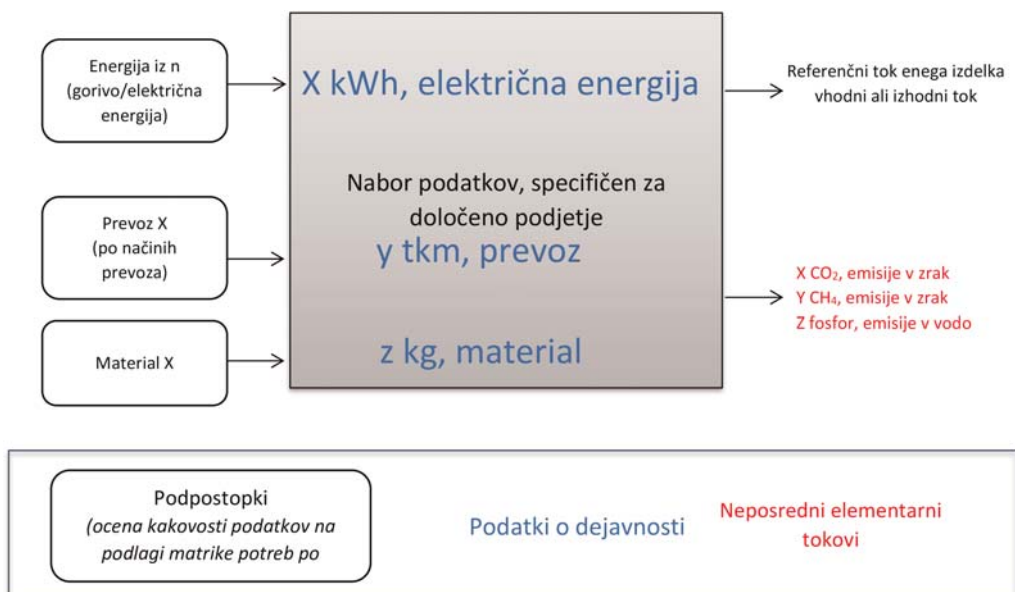 Energija iz n
(gorivo/električna
energija)
X kWh, električna energija
Referenčni tok enega izdelka
vhodni ali izhodni tok
Nabor podatkov, specifičen za
določeno podjetje
Prevoz X
(po načinih
prevoza)
y tkm, prevoz
X CO₂, emisije v zrak
Y CH₄, emisije v zrak
Z fosfor, emisije v vodo
Material X
z kg, material
Podpostopki
(ocena kakovosti podatkov na
podlagi matrike potreb po
Podatki o dejavnosti
Neposredni elementarni
tokovi